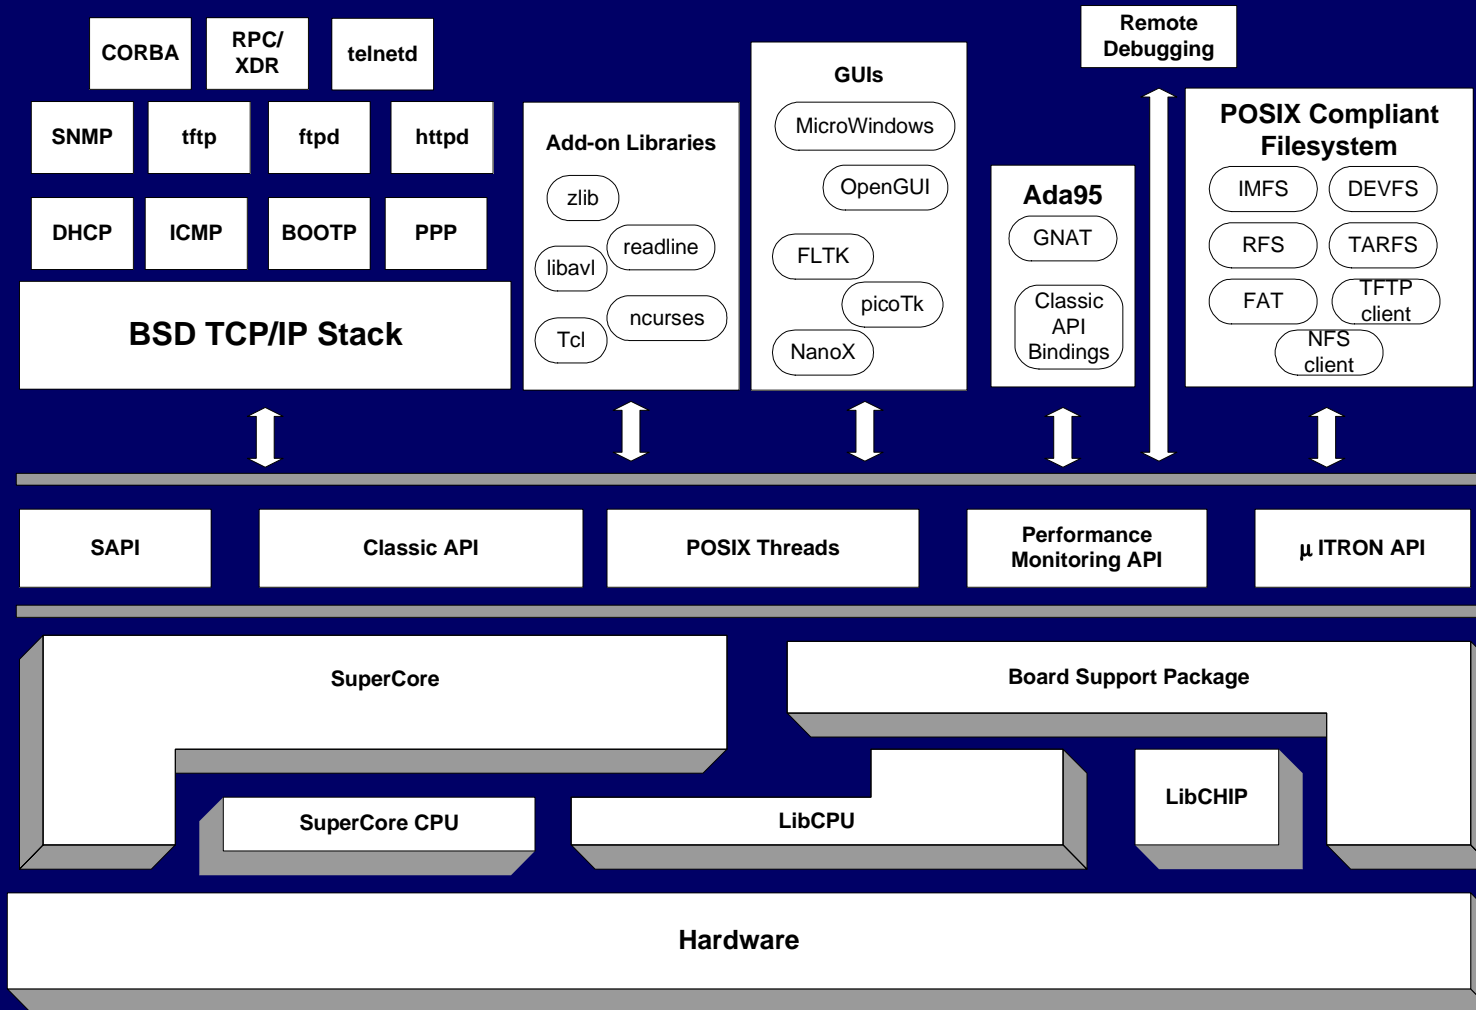 CORBA
RPC/
XDR
telnetd
SNMP
tftp
ftpd
httpd
DHCP
ICMP
BOOTP
PPP
BSD TCP/IP Stack
Add-on Libraries
zlib
readline
libavl
ncurses
Tcl
GUIs
MicroWindows
OpenGUI
FLTK
picoTk
NanoX
Ada95
GNAT
Classic
API
Bindings
Remote
Debugging
POSIX Compliant
Filesystem
IMFS
DEVFS
RFS
TARFS
FAT
TFTP
client
NFS
client
SAPI
Classic API
POSIX Threads
Performance
Monitoring API
μ ITRON API
SuperCore
Board Support Package
SuperCore CPU
LibCPU
LibCHIP
Hardware